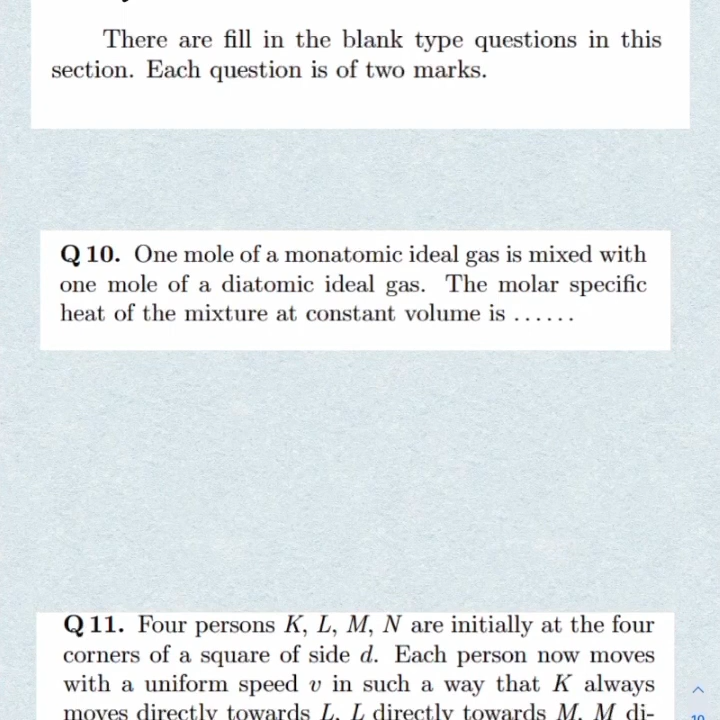 There are fill in the blank type questions in this
section. Each question is of two marks.
Q 10. One mole of a monatomic ideal gas is mixed with
one mole of a diatomic ideal gas. The molar specific
heat of the mixture at constant volume is ......
Q 11. Four persons K, L, M, N are initially at the four
corners of a square of side d. Each person now moves
with a uniform speed v in such a way that K always
moves directly towards L, L directly towards M, M di-